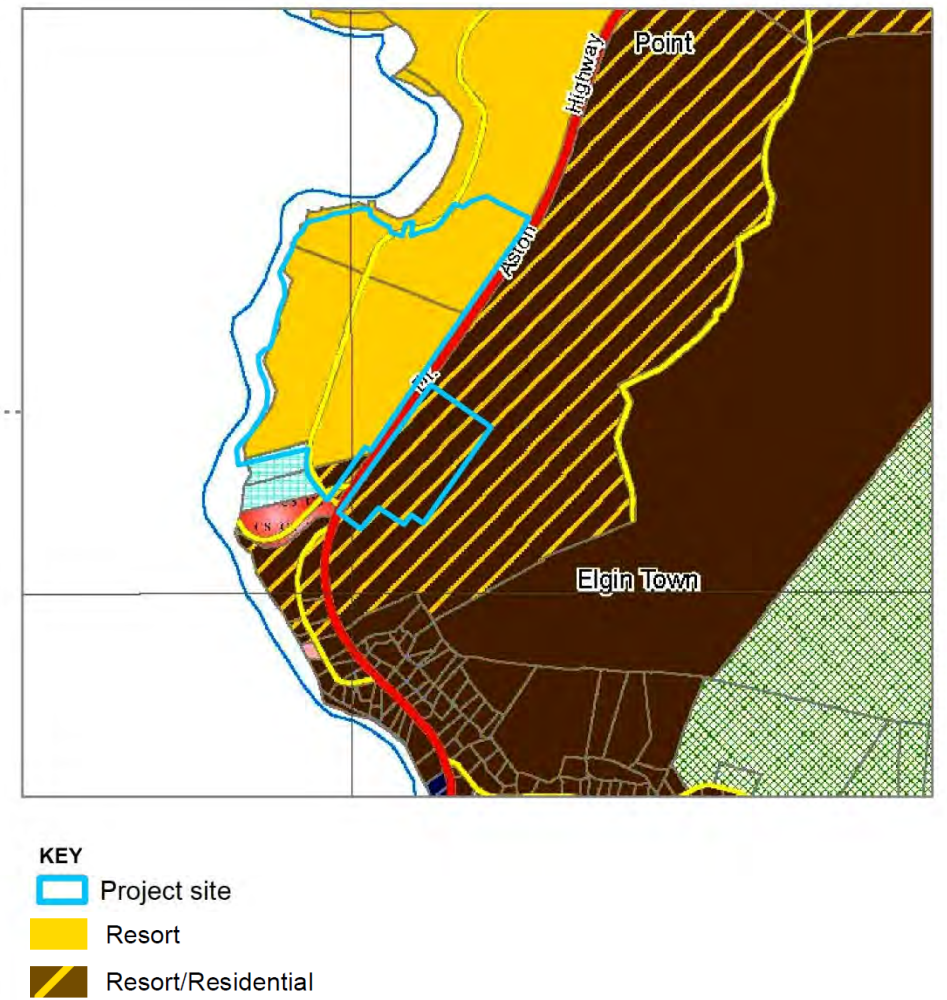 Point
Highway
Aston
Elgin Town
KEY
Project site
Resort
Resort/Residential